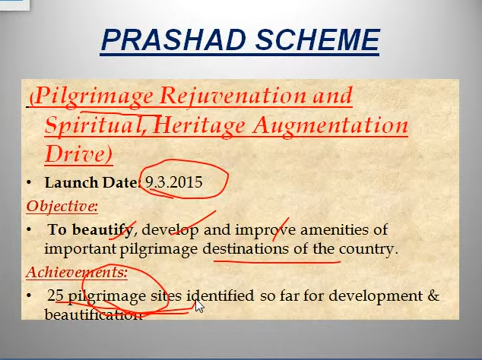 PRASHAD SCHEME
(Pilgrimage Rejuvenation and
Spiritual, Heritage Augmentation
Drive)
• Launch Date: 9.3.2015
Objective:
• To beautify, develop and improve amenities of
important pilgrimage destinations of the country.
Achievements:
• 25 pilgrimage sites identified so far for development &
beautification